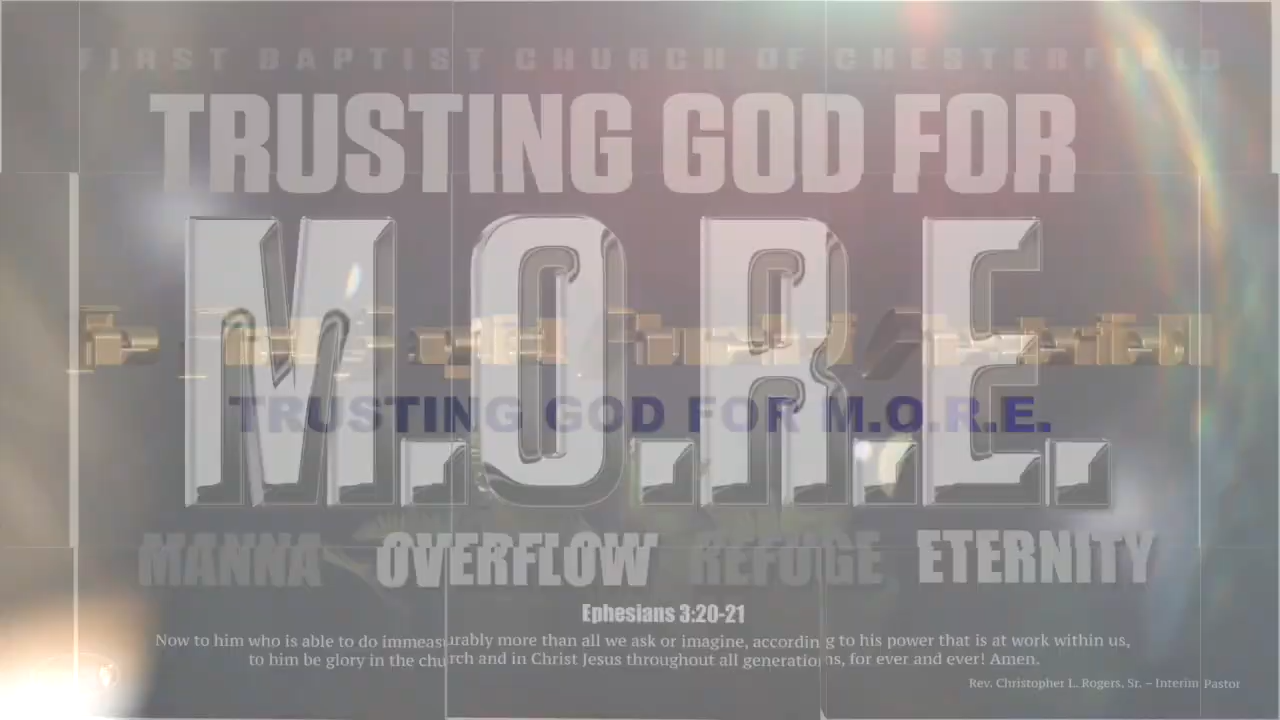 FIRST BAPTIST CHURCH OF CHESTERFIELD
TRUSTING GOD FOR
M.O.R.E.
TRUSTING GOD FOR M.O.R.E.
MANNA OVERFLOW REFUGE ETERNITY
Ephesians 3:20-21
Now to him who is able to do immeasurably more than all we ask or imagine, according to his power that is at work within us,
to him be glory in the church and in Christ Jesus throughout all generations, for ever and ever! Amen.
Rev. Christopher L. Rogers, Sr. – Interim Pastor